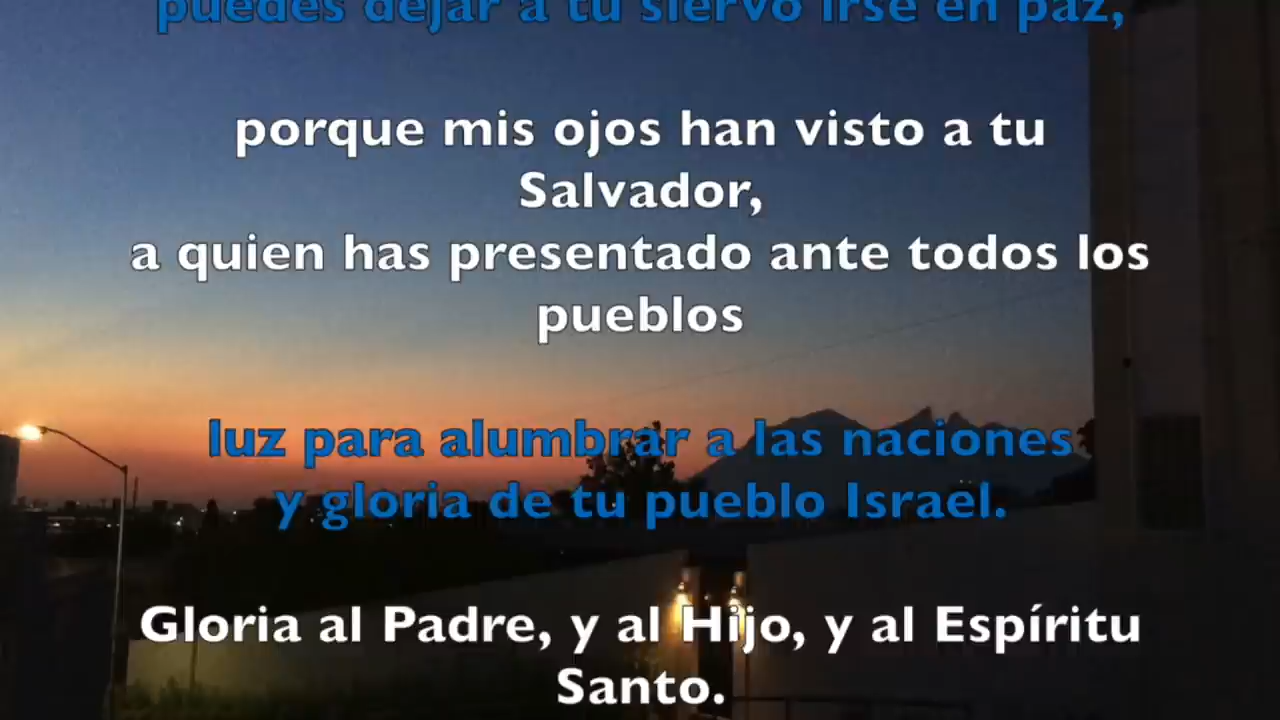 puedes dejar a tu siervo irse en paz,
porque mis ojos han visto a tu
Salvador,
a quien has presentado ante todos los
pueblos
luz para alumbrar a las naciones
y gloria de tu pueblo Israel.
Gloria al Padre, y al Hijo, y al Espíritu
Santo.